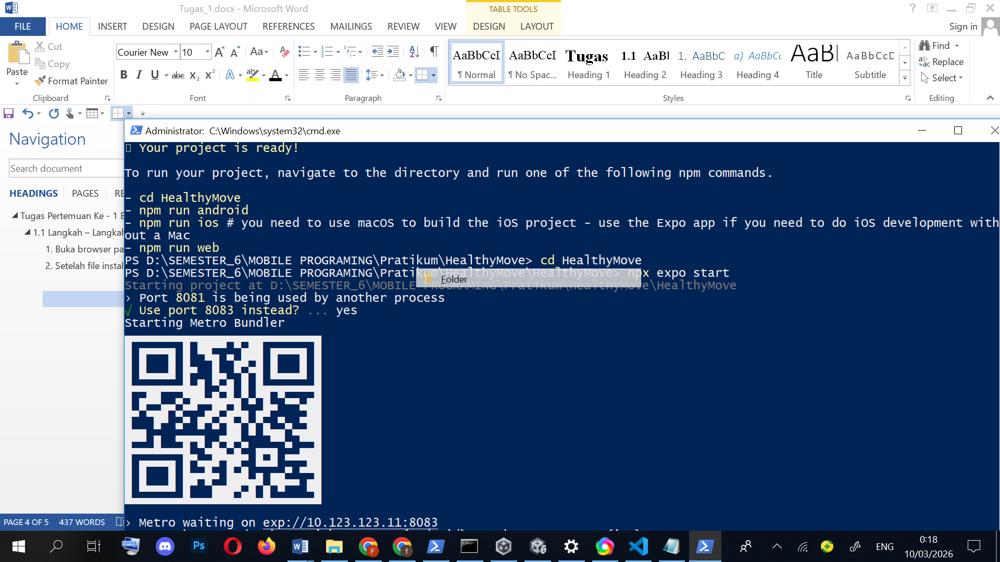 Tugas_1.docx - Microsoft Word
TABLE TOOLS
FILE HOME INSERT DESIGN PAGE LAYOUT REFERENCES MAILINGS REVIEW VIEW DESIGN LAYOUT
Sign in
Paste
Cut
Copy
Format Painter
Clipboard
Courier New 10
Font
Paragraph
AaBbCcI AaBbCcI Tugas 1.1 AaBl 1. AaBbC a) AaBbCc AaBl AaBbCcD
¶ Normal ¶ No Spac... Heading 1 Heading 2 Heading 3 Heading 4 Title Subtitle
Styles
Find
Replace
Select
Editing
Navigation
Search document
HEADINGS PAGES RE
Tugas Pertemuan Ke - 1 B
1.1 Langkah – Langkah
1. Buka browser pa
2. Setelah file instal
Administrator: C:\Windows\system32\cmd.exe
Your project is ready!
To run your project, navigate to the directory and run one of the following npm commands.
- cd HealthyMove
- npm run android
- npm run ios # you need to use macOS to build the iOS project - use the Expo app if you need to do iOS development with
out a Mac
- npm run web
PS D:\SEMESTER_6\MOBILE PROGRAMING\Pratikum\HealthyMove> cd HealthyMove
PS D:\SEMESTER_6\MOBILE PROGRAMING\Pratikum\HealthyMove\HealthyMove> npx expo start
Folder
Starting project at D:\SEMESTER_6\MOBILE PROGRAMING\Pratikum\HealthyMove\HealthyMove
› Port 8081 is being used by another process
√ Use port 8083 instead? ... yes
Starting Metro Bundler
› Metro waiting on exp://10.123.123.11:8083
PAGE 4 OF 5 437 WORDS
ENG
0:18
10/03/2026